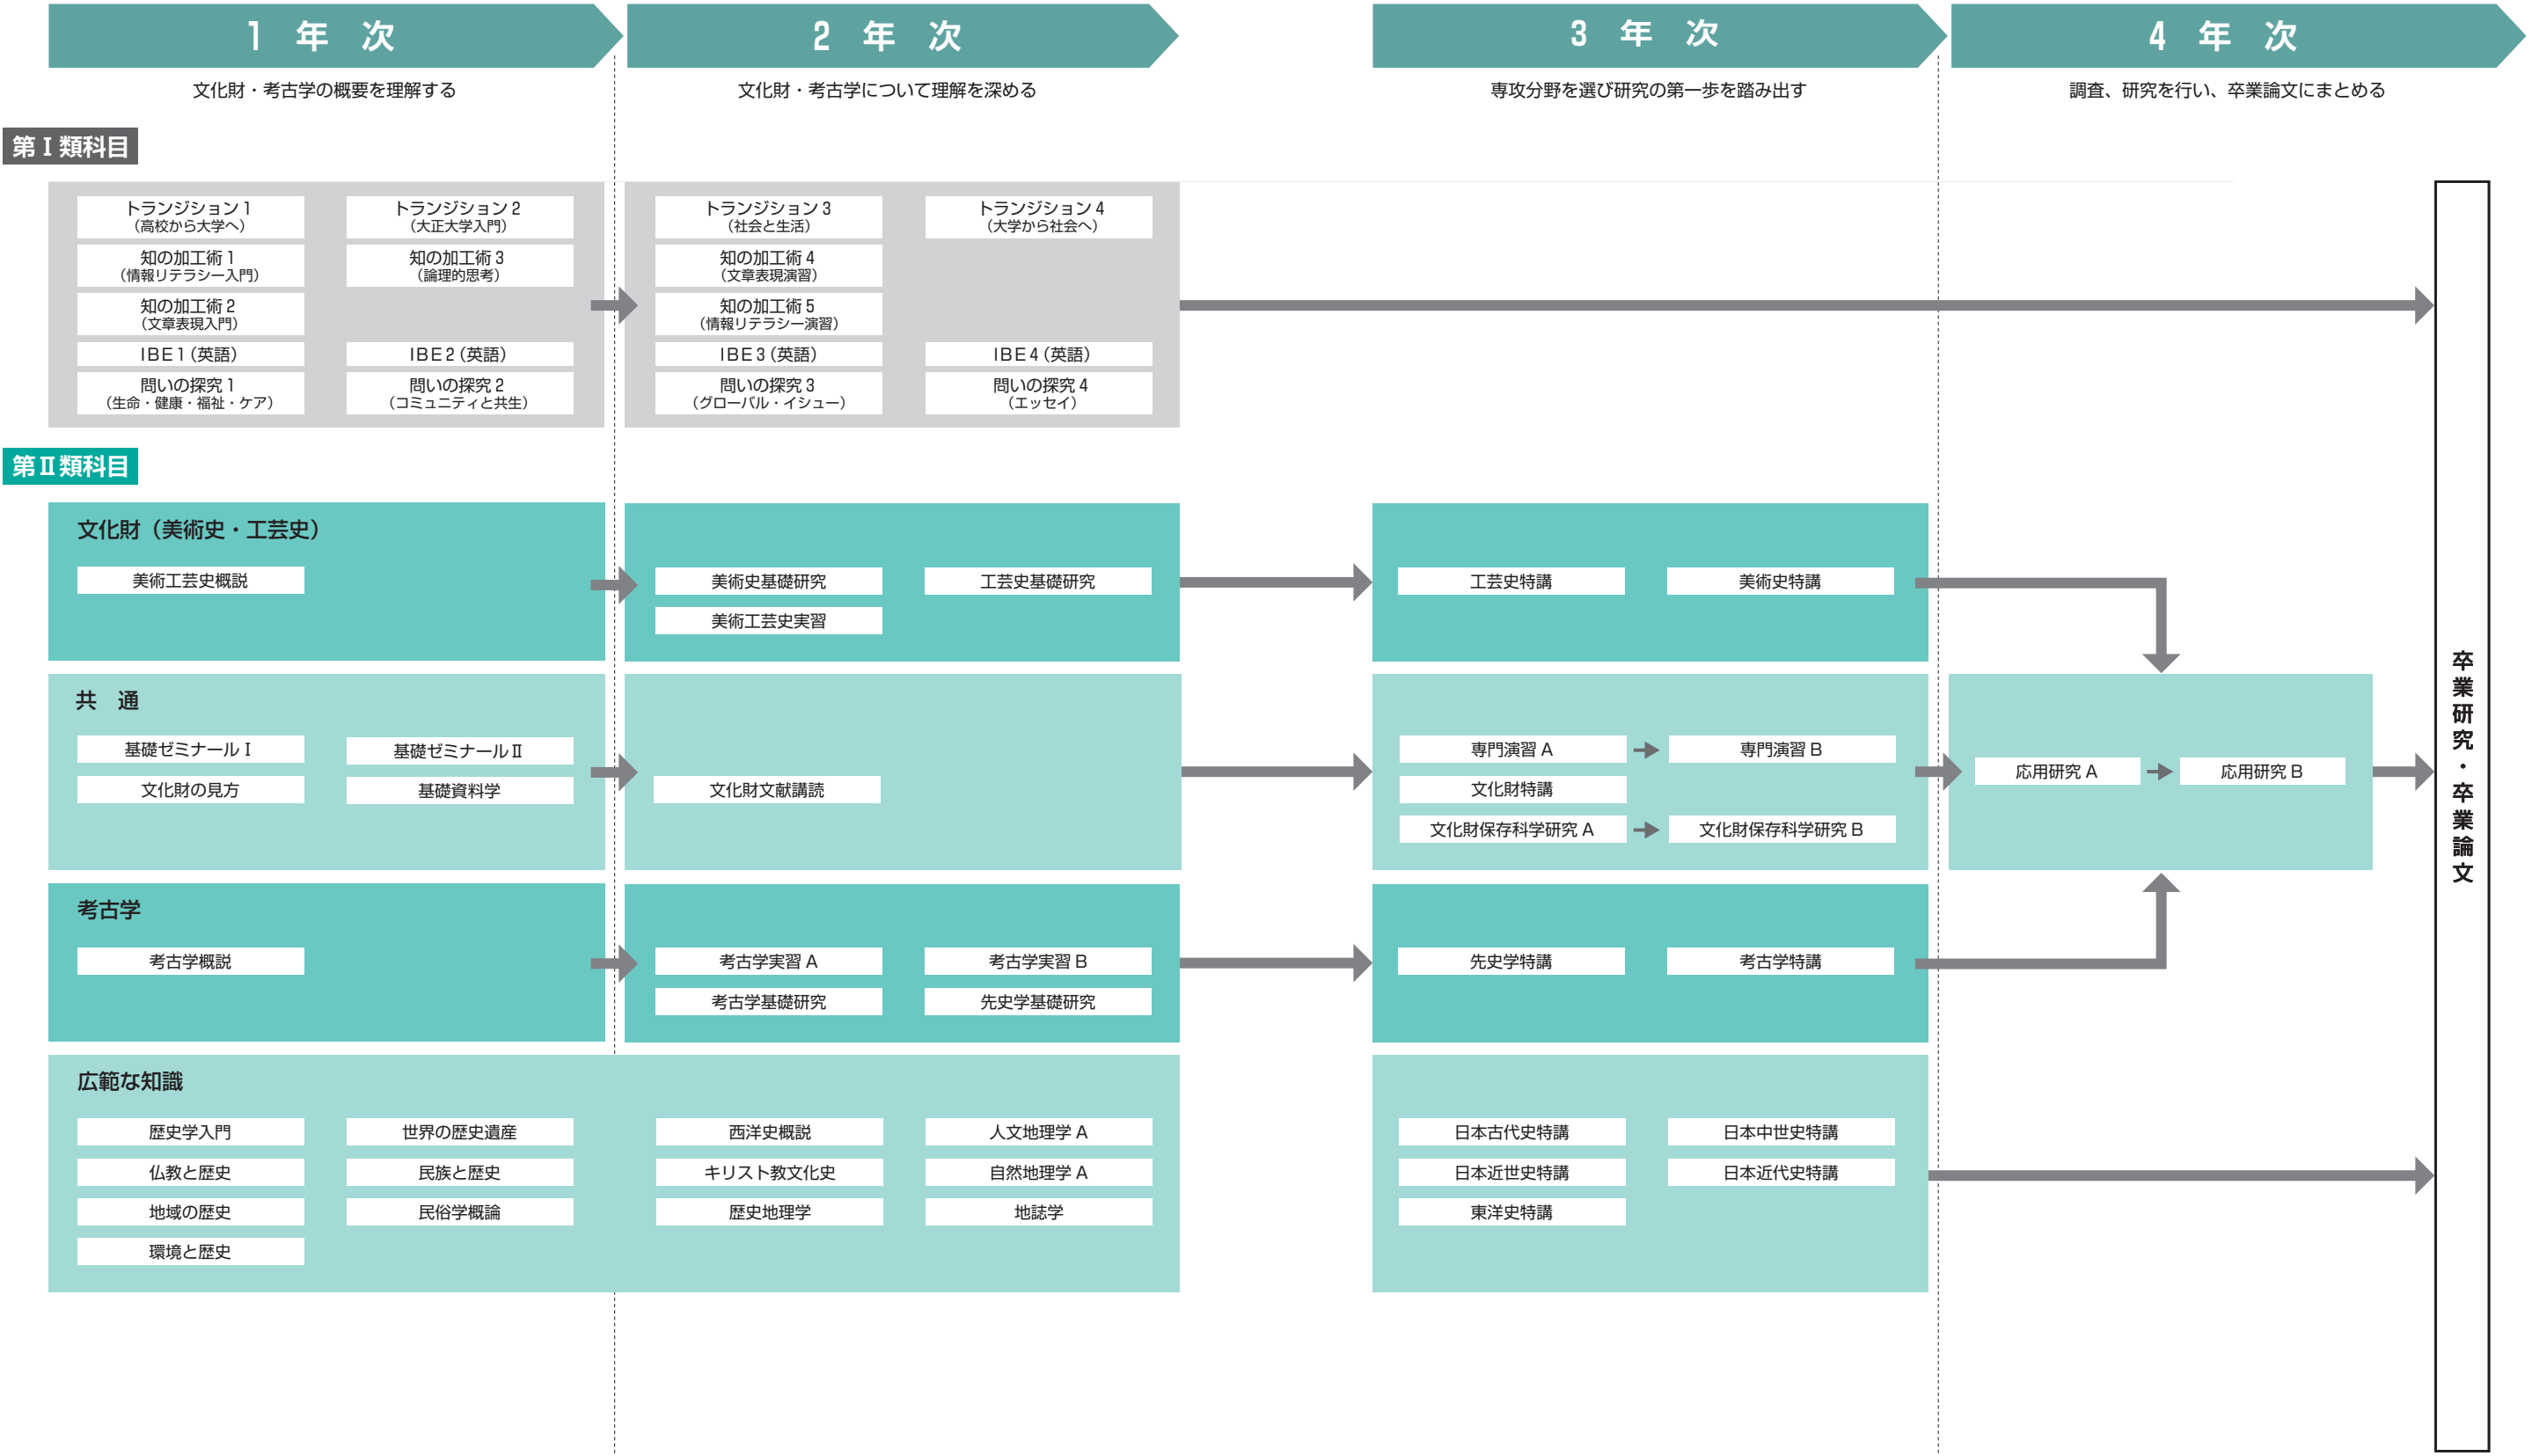 1 年 次
2 年 次
3 年 次
4 年 次
文化財・考古学の概要を理解する
文化財・考古学について理解を深める
専攻分野を選び研究の第一歩を踏み出す
調査、研究を行い、卒業論文にまとめる
第Ⅰ類科目
トランジション1
（高校から大学へ）
トランジション2
（大正大学入門）
トランジション3
（社会と生活）
トランジション4
（大学から社会へ）
知の加工術1
（情報リテラシー入門）
知の加工術3
（論理的思考）
知の加工術4
（文章表現演習）
知の加工術2
（文章表現入門）
知の加工術5
（情報リテラシー演習）
IBE1（英語）
IBE2（英語）
IBE3（英語）
IBE4（英語）
問いの探究1
（生命・健康・福祉・ケア）
問いの探究2
（コミュニティと共生）
問いの探究3
（グローバル・イシュー）
問いの探究4
（エッセイ）
第Ⅱ類科目
文化財（美術史・工芸史）
美術工芸史概説
美術史基礎研究
工芸史基礎研究
美術工芸史実習
工芸史特講
美術史特講
共　通
基礎ゼミナールⅠ
基礎ゼミナールⅡ
文化財の見方
基礎資料学
文化財文献講読
専門演習A
専門演習B
文化財特講
文化財保存科学研究A
文化財保存科学研究B
応用研究A
応用研究B
考古学
考古学概説
考古学実習A
考古学実習B
考古学基礎研究
先史学基礎研究
先史学特講
考古学特講
広範な知識
歴史学入門
世界の歴史遺産
西洋史概説
人文地理学A
仏教と歴史
民族と歴史
キリスト教文化史
自然地理学A
地域の歴史
民俗学概論
歴史地理学
地誌学
環境と歴史
日本古代史特講
日本中世史特講
日本近世史特講
日本近代史特講
東洋史特講
卒業研究・卒業論文